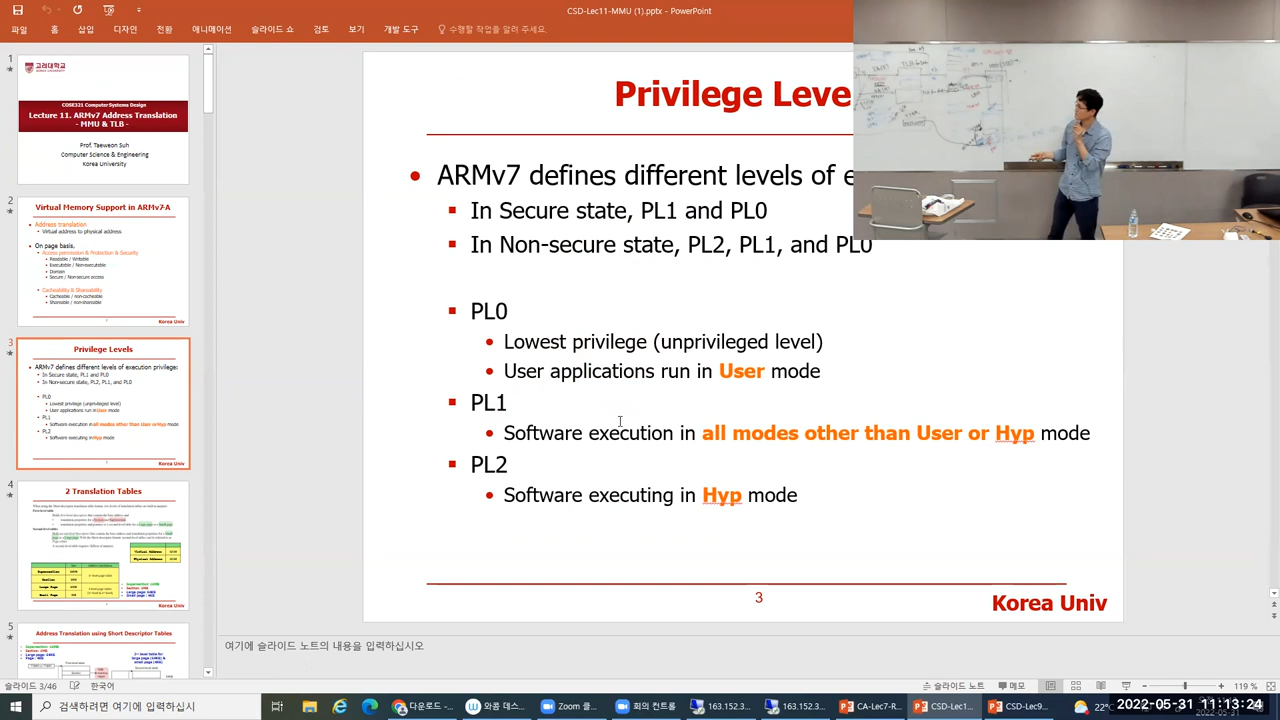 CSD-Lec11-MMU (1).pptx - PowerPoint
파일 홈 삽입 디자인 전환 애니메이션 슬라이드 쇼 검토 보기 개발 도구 수행할 작업을 알려 주세요.
1
고려대학교
KOREA UNIVERSITY
COSE321 Computer Systems Design
Lecture 11. ARMv7 Address Translation
- MMU & TLB -
Prof. Taeweon Suh
Computer Science & Engineering
Korea University
2
Virtual Memory Support in ARMv7-A
Address translation
Virtual address to physical address
On page basis,
Access permission & Protection & Security
Readable / Writable
Executable / Non-executable
Domain
Secure / Non-secure access
Cacheability & Shareability
Cacheable / non-cacheable
Shareable / non-shareable
Korea Univ
3
Privilege Levels
ARMv7 defines different levels of execution privilege:
In Secure state, PL1 and PL0
In Non-secure state, PL2, PL1, and PL0
PL0
Lowest privilege (unprivileged level)
User applications run in User mode
PL1
Software execution in all modes other than User or Hyp mode
PL2
Software executing in Hyp mode
Korea Univ
4
2 Translation Tables
Korea Univ
5
Address Translation using Short Descriptor Tables
Privilege Leve
ARMv7 defines different levels of e
In Secure state, PL1 and PL0
In Non-secure state, PL2, PL1, and PL0
PL0
Lowest privilege (unprivileged level)
User applications run in User mode
PL1
Software execution in all modes other than User or Hyp mode
PL2
Software executing in Hyp mode
3
Korea Univ
여기에 슬라이드 노트의 내용을 입력하십시오
슬라이드 3/46 한국어 슬라이드 노트 메모 119 %
검색하려면 여기에 입력하십시오 다운로드 - ... 와옴 데스... Zoom 클... 회의 컨트롤 163.152.3... 163.152.3... CA-Lec7-R... CSD-Lec1... CSD-Lec1... 22°C
2022-05-31 11:13:24